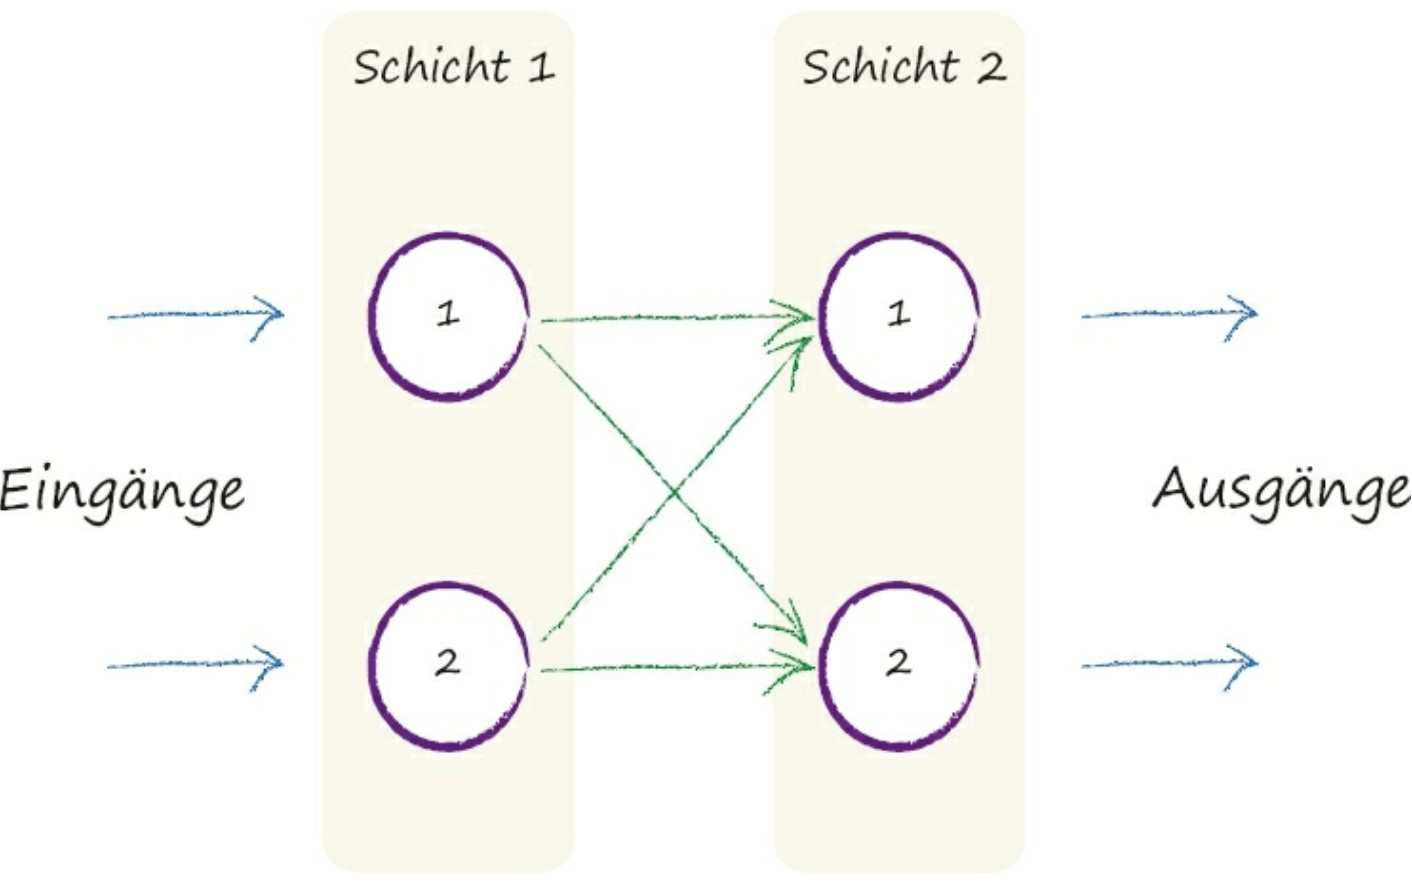 Schicht 1
Schicht 2
1
1
Eingänge
Ausgänge
2
2